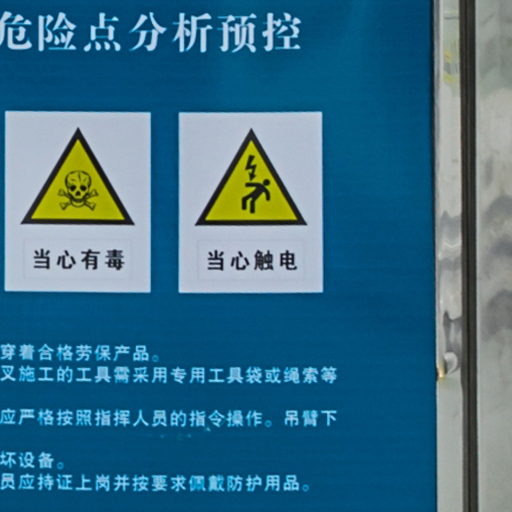 危险点分析预控
当心有毒
当心触电
穿着合格劳保产品。
叉施工的工具需采用专用工具袋或绳索等
应严格按照指挥人员的指令操作。吊臂下
坏设备。
员应持证上岗并按要求佩戴防护用品。